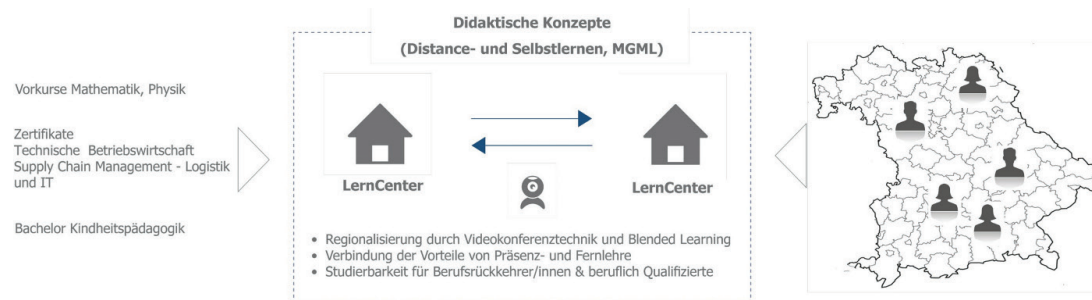 Didaktische Konzepte
(Distance- und Selbstlernen, MGML)
Vorkurse Mathematik, Physik
Zertifikate
Technische Betriebswirtschaft
Supply Chain Management - Logistik
und IT
Bachelor Kindheitspädagogik
LernCenter
LernCenter
• Regionalisierung durch Videokonferenztechnik und Blended Learning
• Verbindung der Vorteile von Präsenz- und Fernlehre
• Studierbarkeit für Berufsrückkehrer/innen & beruflich Qualifizierte